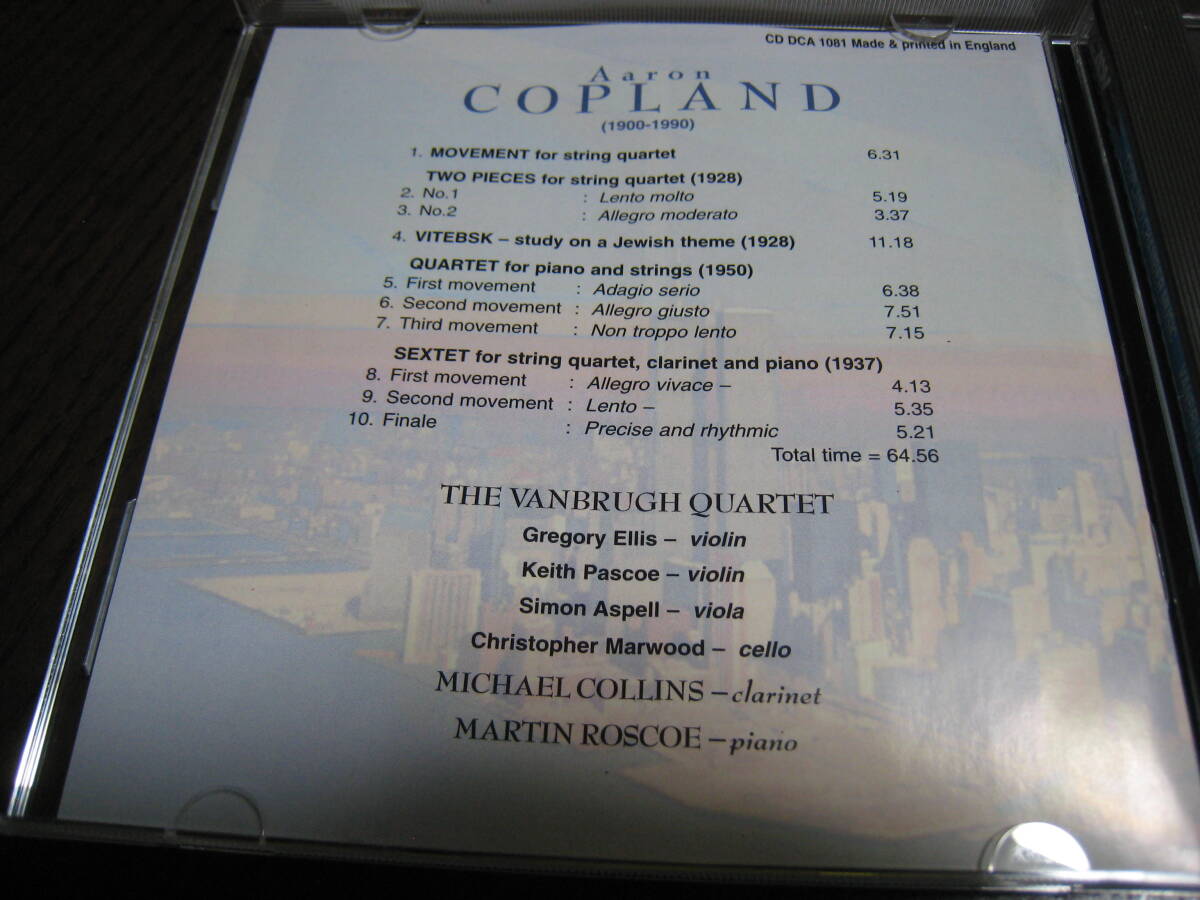 CD DCA 1081 Made & printed in England
Aaron
COPLAND
(1900-1990)
1. MOVEMENT for string quartet 6.31
TWO PIECES for string quartet (1928)
2. No.1 : Lento molto 5.19
3. No.2 : Allegro moderato 3.37
4. VITEBSK – study on a Jewish theme (1928) 11.18
QUARTET for piano and strings (1950)
5. First movement : Adagio serio 6.38
6. Second movement : Allegro giusto 7.51
7. Third movement : Non troppo lento 7.15
SEXTET for string quartet, clarinet and piano (1937)
8. First movement : Allegro vivace – 4.13
9. Second movement : Lento – 5.35
10. Finale : Precise and rhythmic 5.21
Total time = 64.56
THE VANBRUGH QUARTET
Gregory Ellis – violin
Keith Pascoe – violin
Simon Aspell – viola
Christopher Marwood – cello
MICHAEL COLLINS – clarinet
MARTIN ROSCOE – piano